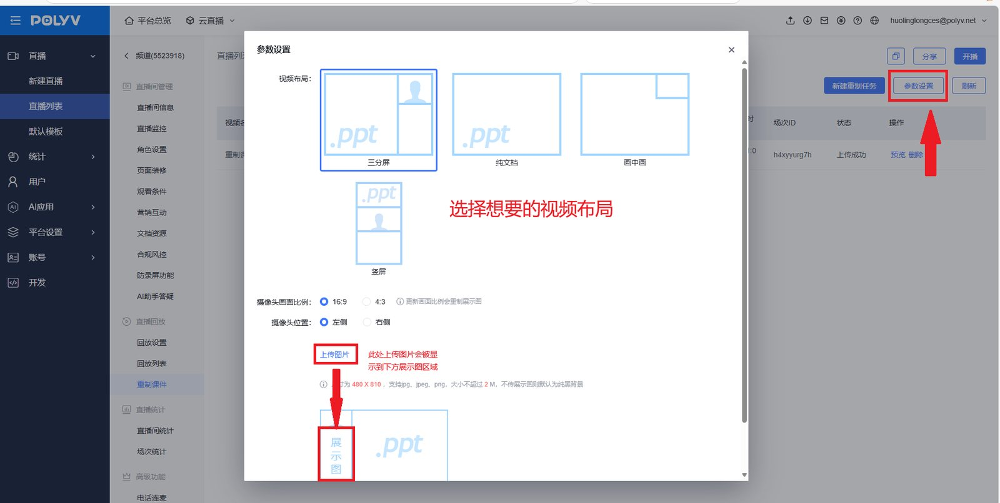 POLYV
平台总览
云直播
huolinglongces@polyv.net
直播
新建直播
直播列表
默认模板
统计
用户
AI应用
平台设置
账号
开发
频道(5523918)
直播间管理
直播间信息
直播监控
角色设置
页面装修
观看条件
营销互动
文档资源
合规风控
防录屏功能
AI助手答疑
直播回放
回放设置
回放列表
重制课件
直播统计
直播间统计
场次统计
高级功能
电话连麦
直播列
分享
开播
新建重制任务
参数设置
刷新
视频名
时
场次ID
状态
操作
重制课
:0
h4xyyurg7h
上传成功
预览 删除
参数设置
视频布局：
.ppt
三分屏
.ppt
纯文档
画中画
.ppt
竖屏
选择想要的视频布局
摄像头画面比例：
16:9
4:3
更新画面比例会重制展示图
摄像头位置：
左侧
右侧
上传图片
此处上传图片会被显
示到下方展示图区域
寸为 480 X 810 ，支持jpg、jpeg、png，大小不超过 2 M，不传展示图则默认为纯黑背景
展
示
图
.ppt